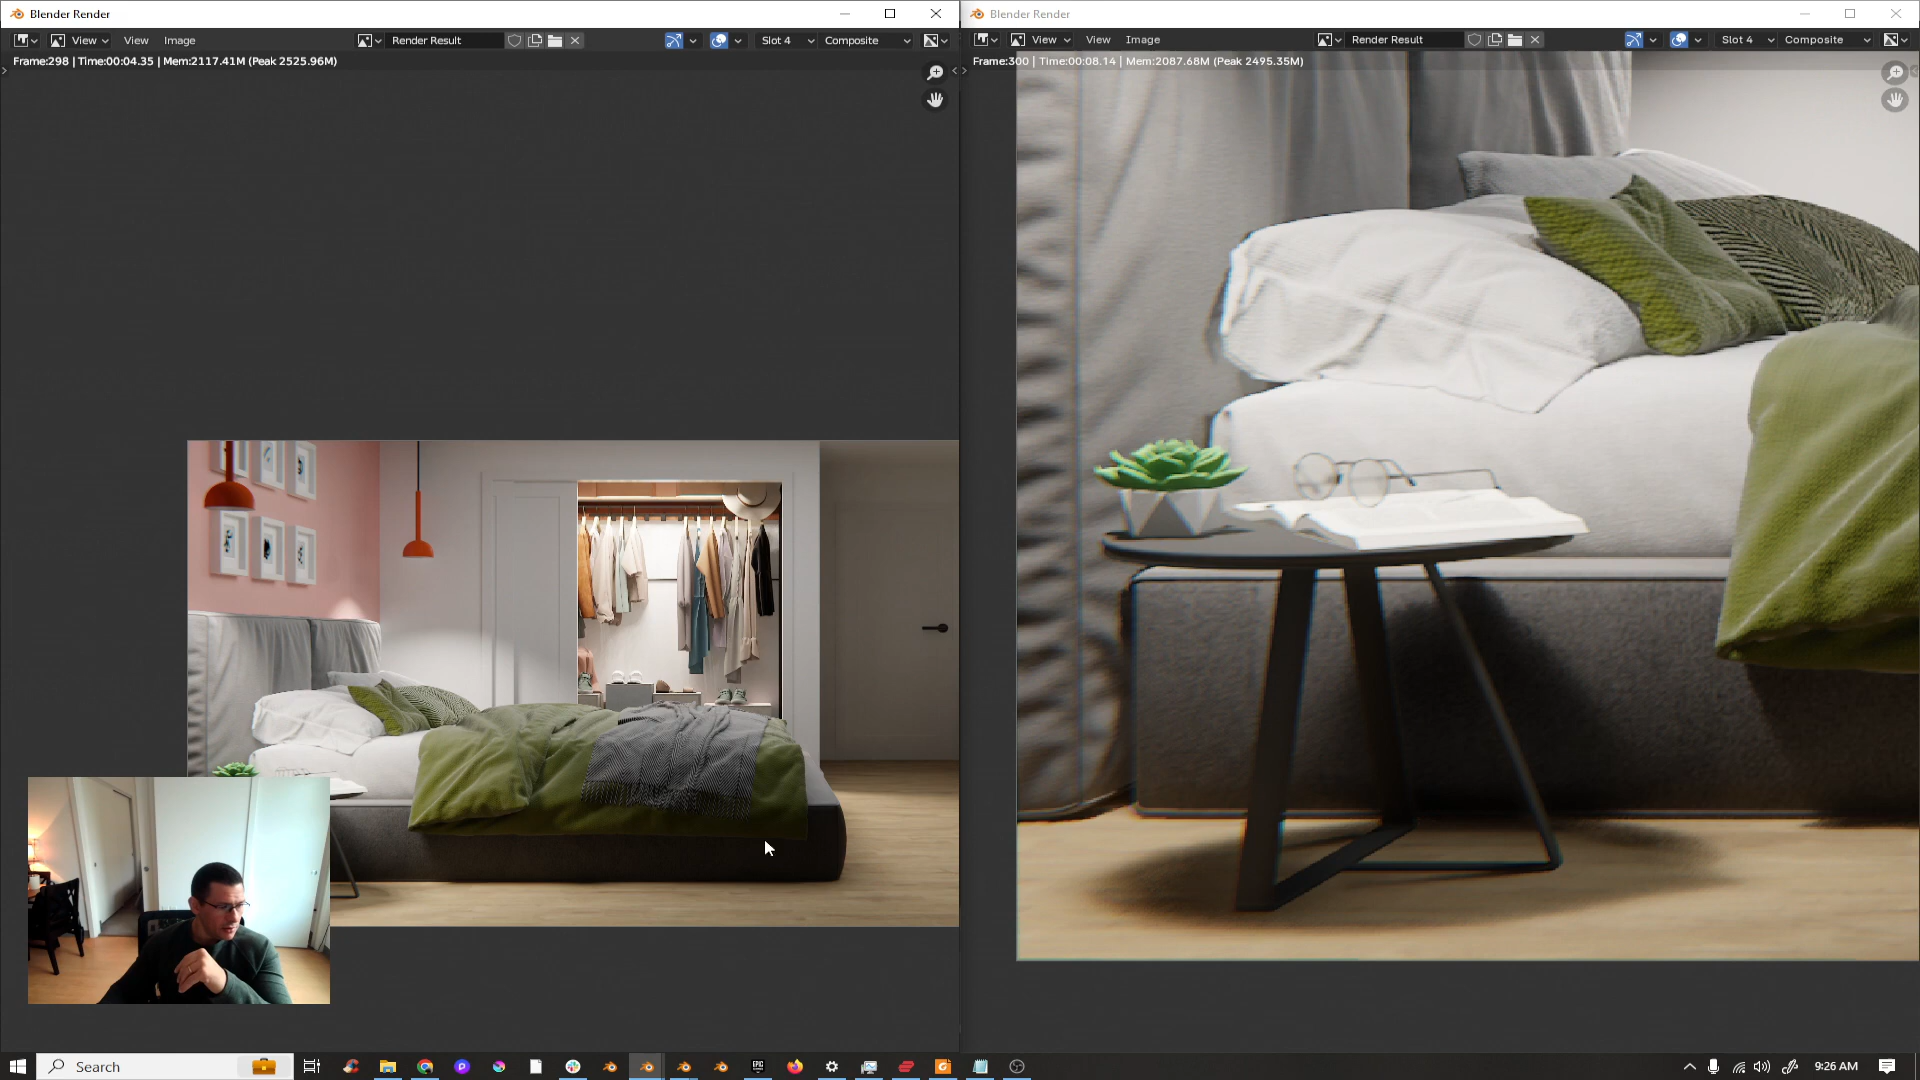 Blender Render
View
View
Image
Render Result
Slot 4
Composite
Frame:298 | Time:00:04.35 | Mem:2117.41M (Peak 2525.96M)
Blender Render
View
View
Image
Render Result
Slot 4
Composite
Frame:300 | Time:00:08.14 | Mem:2087.68M (Peak 2495.35M)
Search
EPIC
9:26 AM